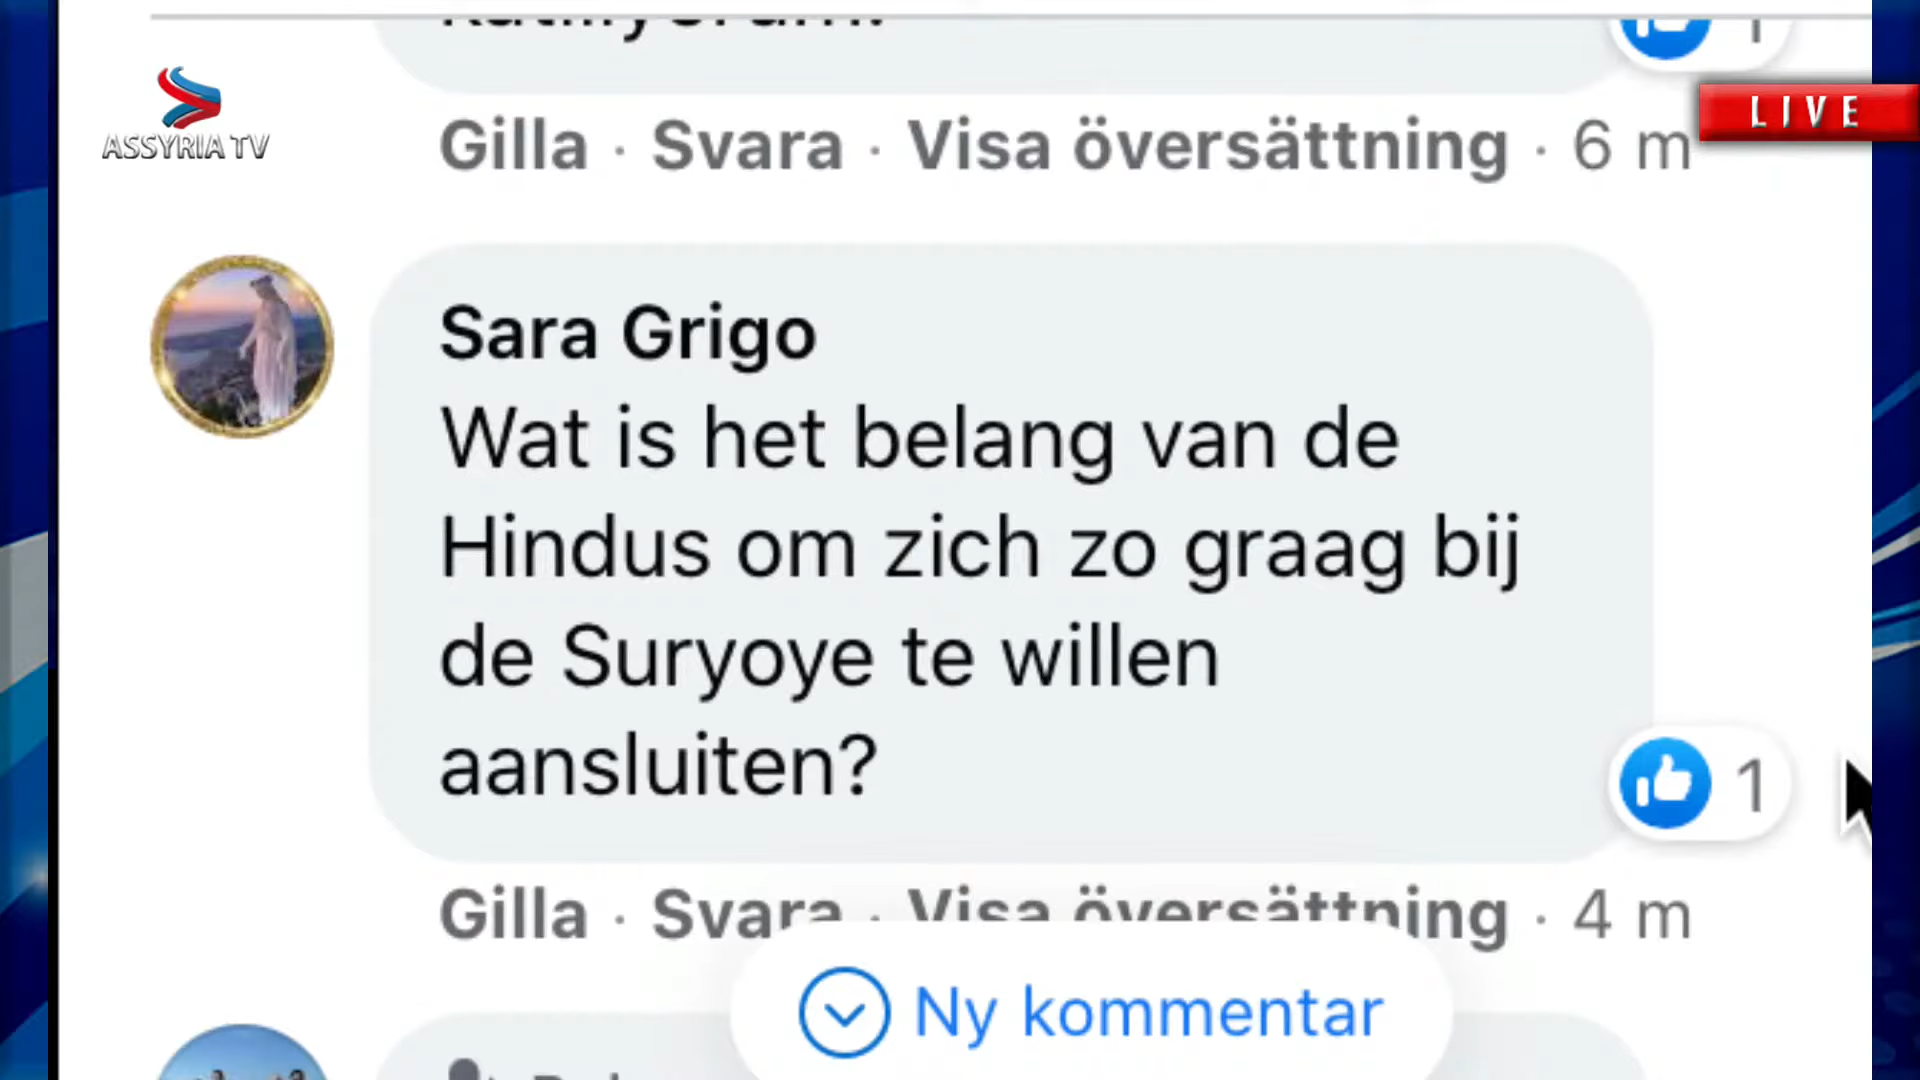 ASSYRIA TV
LIVE
1
Gilla · Svara · Visa översättning · 6 m
Sara Grigo
Wat is het belang van de
Hindus om zich zo graag bij
de Suryoye te willen
aansluiten?
1
Gilla · Svara · Visa översättning · 4 m
Ny kommentar